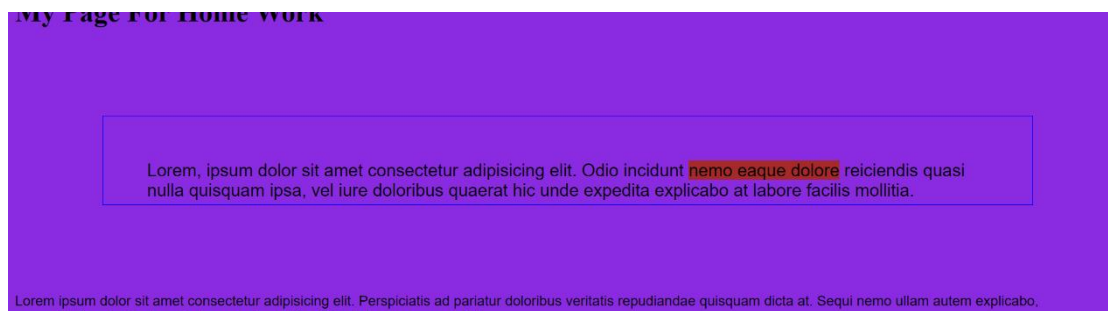 My Page For Home Work
Lorem, ipsum dolor sit amet consectetur adipisicing elit. Odio incidunt nemo eaque dolore reiciendis quasi
nulla quisquam ipsa, vel iure doloribus quaerat hic unde expedita explicabo at labore facilis mollitia.
Lorem ipsum dolor sit amet consectetur adipisicing elit. Perspiciatis ad pariatur doloribus veritatis repudiandae quisquam dicta at. Sequi nemo ullam autem explicabo,